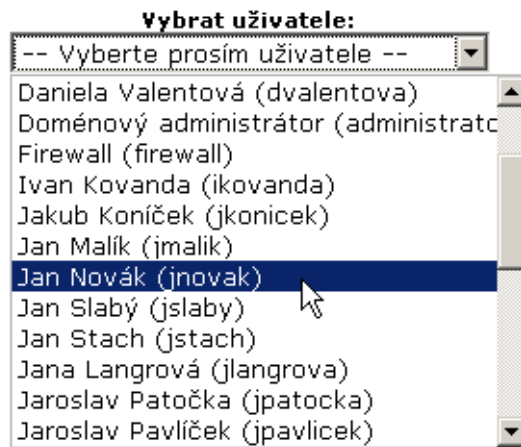 Vybrat uživatele:
-- Vyberte prosím uživatele --
Daniela Valentová (dvalentova)
Doménový administrátor (administratc
Firewall (firewall)
Ivan Kovanda (ikovanda)
Jakub Koníček (jkonicek)
Jan Malík (jmalik)
Jan Novák (jnovak)
Jan Slabý (jslaby)
Jan Stach (jstach)
Jana Langrová (jlangrova)
Jaroslav Patočka (jpatocka)
Jaroslav Pavlíček (jpavlicek)